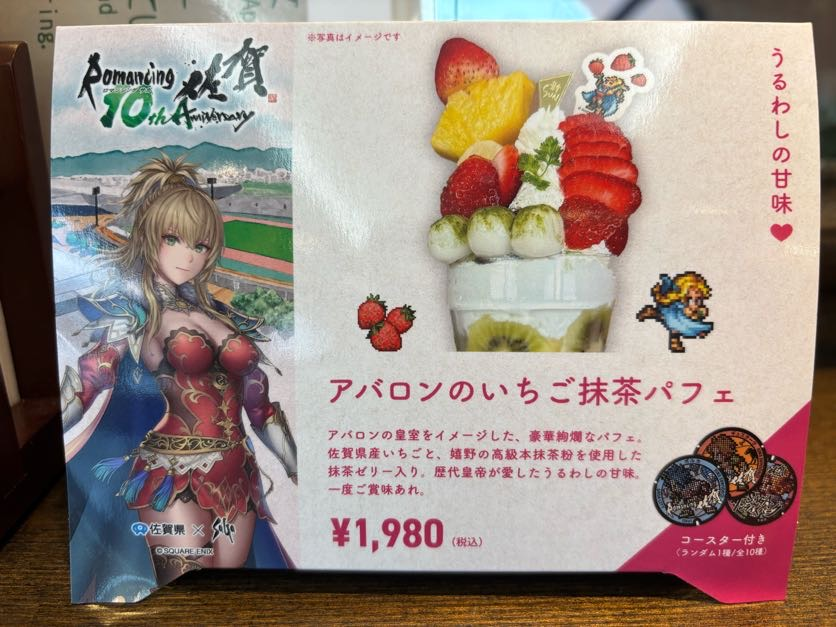 Romancing 佐賀
ロマンシング佐賀
10th Anniversary
※写真はイメージです
うるわしの甘味♥
アバロンのいちご抹茶パフェ
アバロンの皇室をイメージした、豪華絢爛なパフェ。
佐賀県産いちごと、嬉野の高級本抹茶粉を使用した
抹茶ゼリー入り。歴代皇帝が愛したうるわしの甘味。
一度ご賞味あれ。
¥1,980(税込)
佐賀県 × SaGa
© SQUARE ENIX
コースター付き
(ランダム1種/全10種)